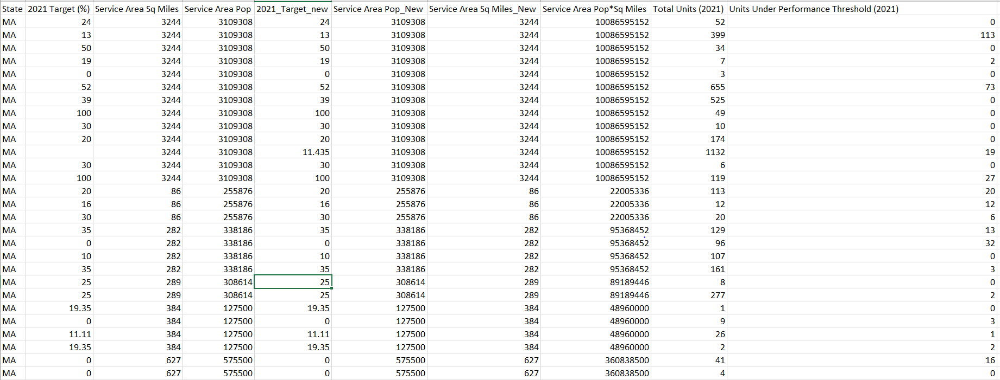 State 2021 Target (%) Service Area Sq Miles Service Area Pop 2021_Target_new Service Area Pop_New Service Area Sq Miles_New Service Area Pop*Sq Miles Total Units (2021) Units Under Performance Threshold (2021)
MA 24 3244 3109308 24 3109308 3244 10086595152 52 0
MA 13 3244 3109308 13 3109308 3244 10086595152 399 113
MA 50 3244 3109308 50 3109308 3244 10086595152 34 0
MA 19 3244 3109308 19 3109308 3244 10086595152 7 2
MA 0 3244 3109308 0 3109308 3244 10086595152 3 0
MA 52 3244 3109308 52 3109308 3244 10086595152 655 73
MA 39 3244 3109308 39 3109308 3244 10086595152 525 0
MA 100 3244 3109308 100 3109308 3244 10086595152 49 0
MA 30 3244 3109308 30 3109308 3244 10086595152 10 0
MA 20 3244 3109308 20 3109308 3244 10086595152 174 0
MA 3244 3109308 11.435 3109308 3244 10086595152 1132 19
MA 30 3244 3109308 30 3109308 3244 10086595152 6 0
MA 100 3244 3109308 100 3109308 3244 10086595152 119 27
MA 20 86 255876 20 255876 86 22005336 113 20
MA 16 86 255876 16 255876 86 22005336 12 12
MA 30 86 255876 30 255876 86 22005336 20 6
MA 35 282 338186 35 338186 282 95368452 129 13
MA 0 282 338186 0 338186 282 95368452 96 32
MA 10 282 338186 10 338186 282 95368452 107 0
MA 35 282 338186 35 338186 282 95368452 161 3
MA 25 289 308614 25 308614 289 89189446 8 0
MA 25 289 308614 25 308614 289 89189446 277 2
MA 19.35 384 127500 19.35 127500 384 48960000 1 0
MA 0 384 127500 0 127500 384 48960000 9 3
MA 11.11 384 127500 11.11 127500 384 48960000 26 1
MA 19.35 384 127500 19.35 127500 384 48960000 2 2
MA 0 627 575500 0 575500 627 360838500 41 16
MA 0 627 575500 0 575500 627 360838500 4 0